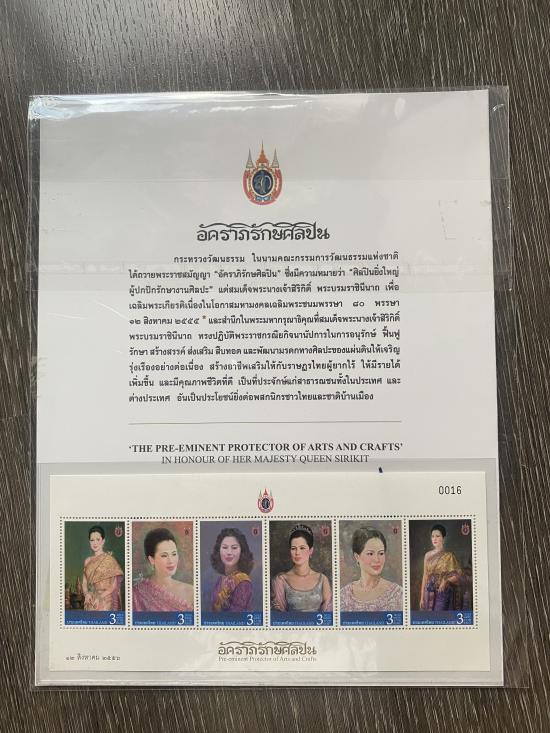 อัคราภิรักษศิลปิน
กระทรวงวัฒนธรรม ในนามคณะกรรมการวัฒนธรรมแห่งชาติ
ได้ถวายพระราชสมัญญา "อัคราภิรักษศิลปิน" ซึ่งมีความหมายว่า "ศิลปินยิ่งใหญ่
ผู้ปกปักรักษางานศิลปะ" แด่สมเด็จพระนางเจ้าสิริกิติ์ พระบรมราชินีนาถ เพื่อ
เฉลิมพระเกียรติเนื่องในโอกาสมหามงคลเฉลิมพระชนมพรรษา ๘๐ พรรษา
๑๒ สิงหาคม ๒๕๕๕ * และสำนึกในพระมหากรุณาธิคุณที่สมเด็จพระนางเจ้าสิริกิติ์
พระบรมราชินีนาถ ทรงปฏิบัติพระราชกรณียกิจนานัปการในการอนุรักษ์ ฟื้นฟู
รักษา สร้างสรรค์ ส่งเสริม สืบทอด และพัฒนามรดกทางศิลปะของแผ่นดินให้เจริญ
รุ่งเรืองอย่างต่อเนื่อง สร้างอาชีพเสริมให้กับราษฎรไทยผู้ยากไร้ ให้มีรายได้
เพิ่มขึ้น และมีคุณภาพชีวิตที่ดี เป็นที่ประจักษ์แก่สาธารณชนทั้งในประเทศ และ
ต่างประเทศ อันเป็นประโยชน์ยิ่งต่อพสกนิกรชาวไทยและชาติบ้านเมือง
'THE PRE-EMINENT PROTECTOR OF ARTS AND CRAFTS'
IN HONOUR OF HER MAJESTY QUEEN SIRIKIT
0016
ประเทศไทย THAILAND 3 ประเทศไทย THAILAND 3 ประเทศไทย THAILAND 3 ประเทศไทย THAILAND 3 ประเทศไทย THAILAND 3 ประเทศไทย THAILAND 3
อัคราภิรักษศิลปิน
Pre-eminent Protector of Arts and Crafts
๑๒ สิงหาคม ๒๕๕๖